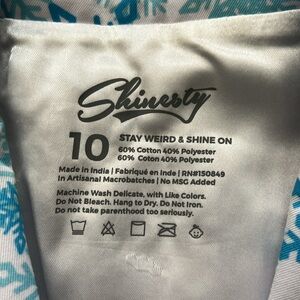 Shinesty
10
STAY WEIRD & SHINE ON
60% Cotton 40% Polyester
60% Coton 40% Polyester
Made in India | Fabriqué en Inde | RN#150849
In Artisanal Macrobatches | No MSG Added
Machine Wash Delicate, with Like Colors.
Do Not Bleach. Hang to Dry. Do Not Iron.
Do not take parenthood too seriously.